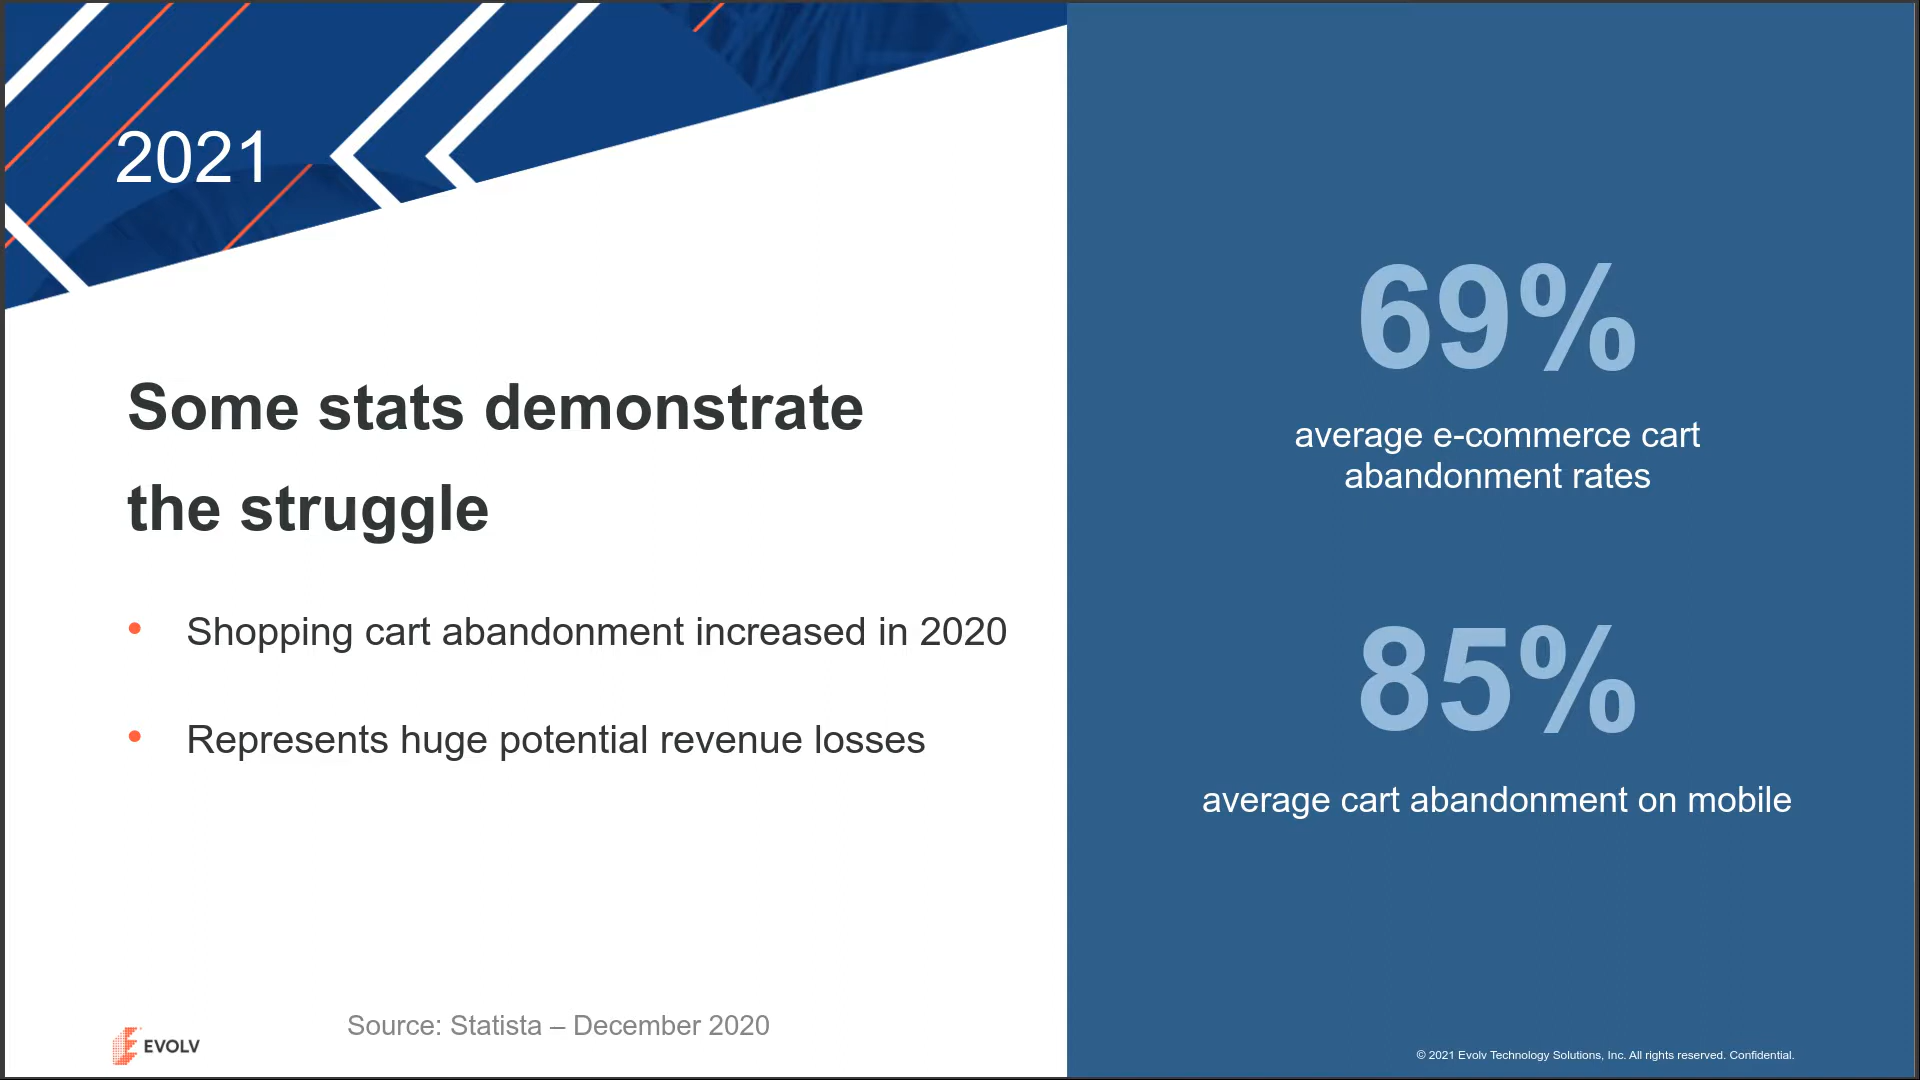 2021
Some stats demonstrate
the struggle
• Shopping cart abandonment increased in 2020
• Represents huge potential revenue losses
Source: Statista – December 2020
EVOLV
69%
average e-commerce cart
abandonment rates
85%
average cart abandonment on mobile
© 2021 Evolv Technology Solutions, Inc. All rights reserved. Confidential.